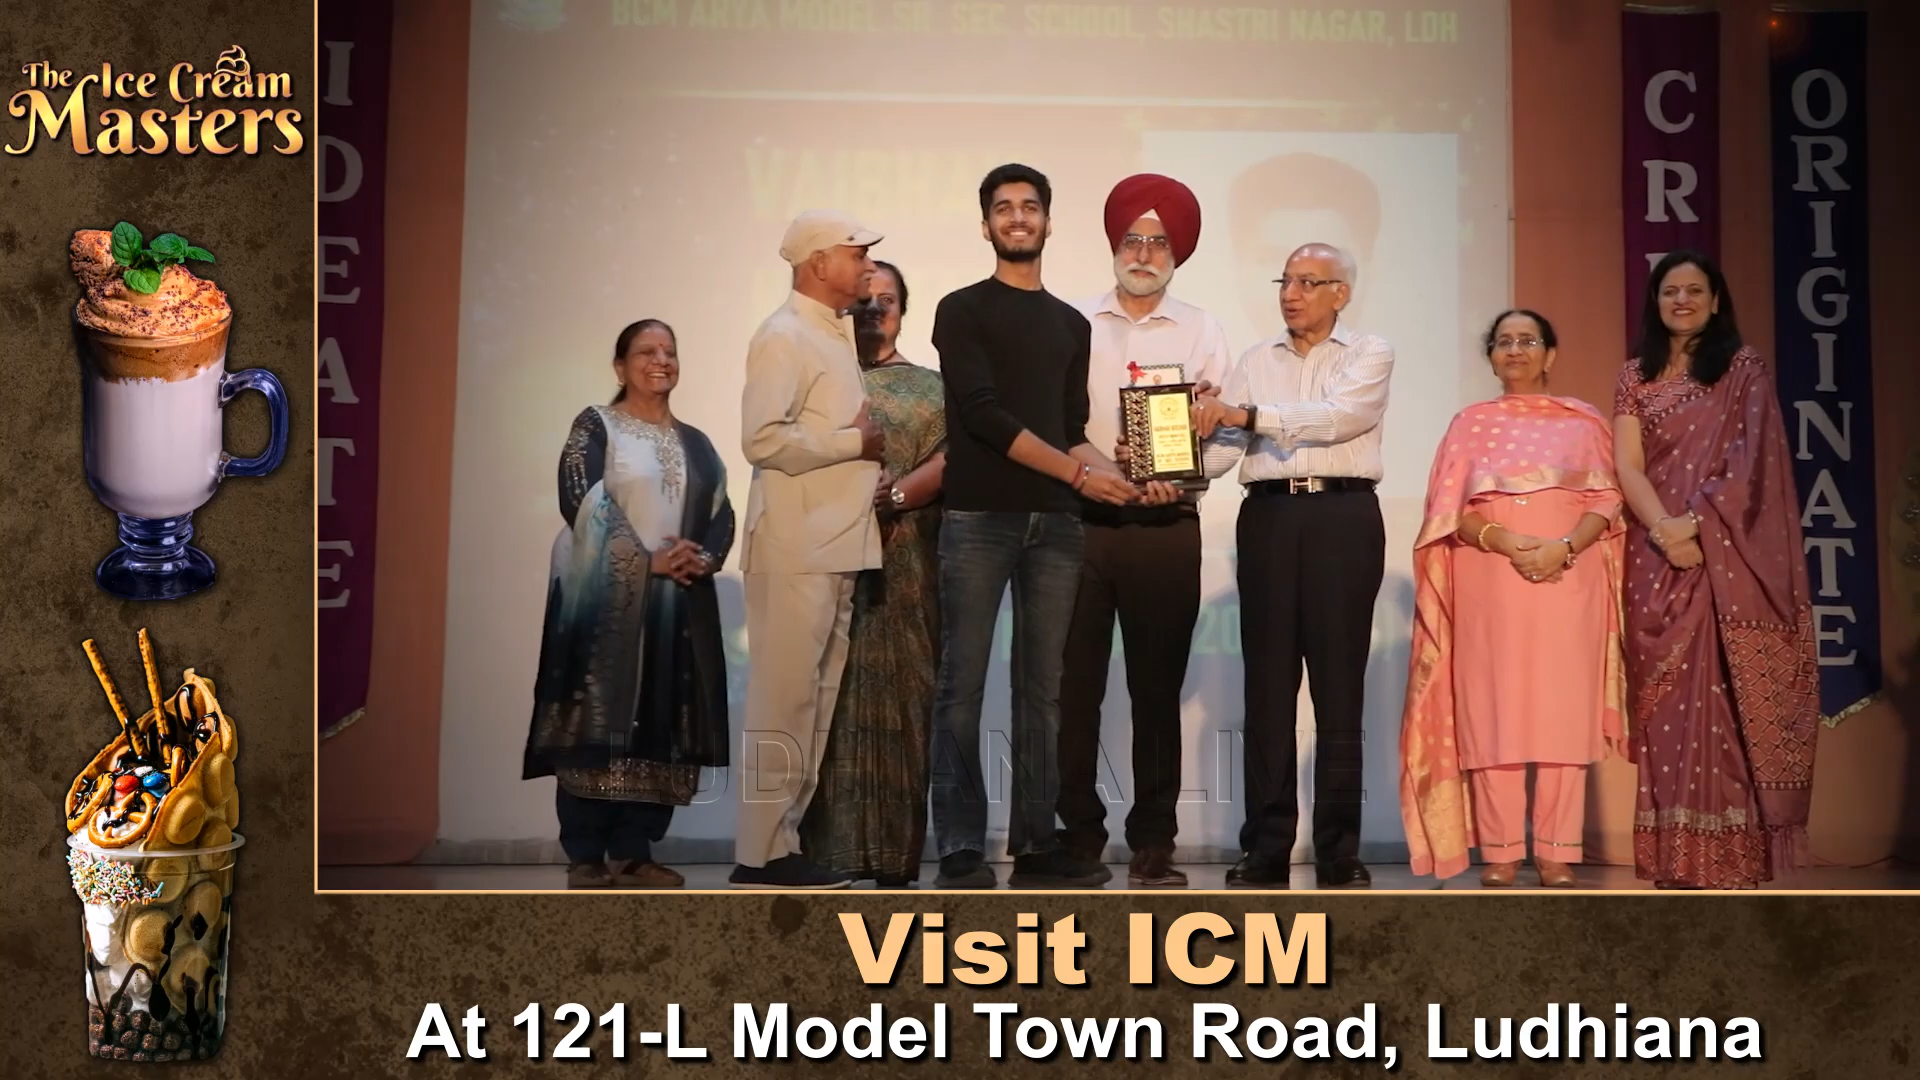 The Ice Cream
Masters
BCM ARYA MODEL SR. SEC. SCHOOL, SHASTRI NAGAR, LDH
IDEATE
CR
ORIGINATE
LUDHIANA LIVE
Visit ICM
At 121-L Model Town Road, Ludhiana